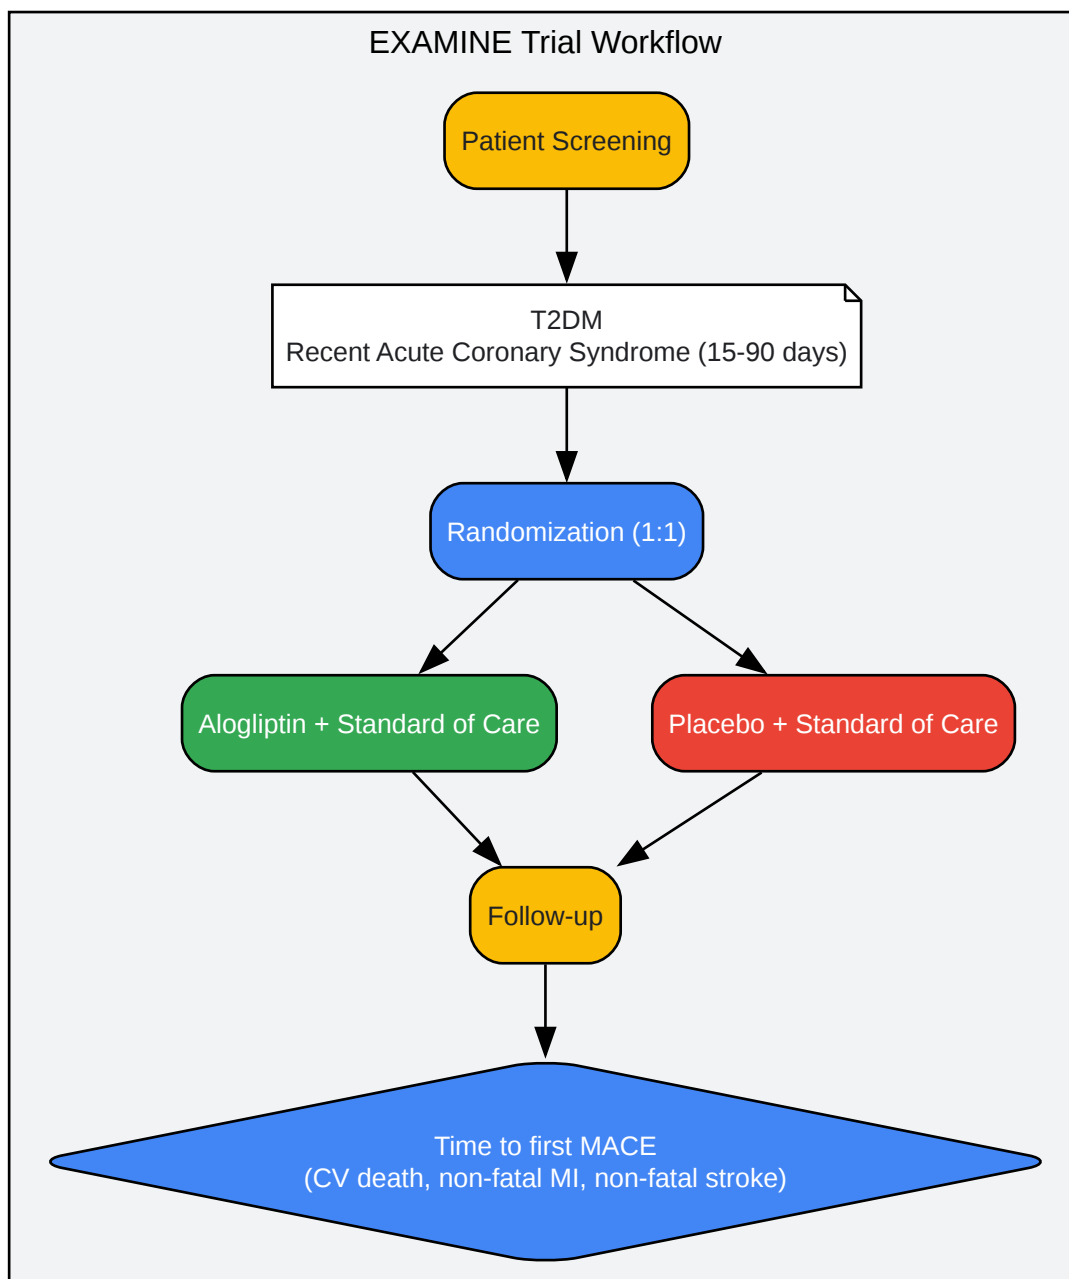 EXAMINE Trial Workflow
Patient Screening
T2DM
Recent Acute Coronary Syndrome (15-90 days)
Randomization (1:1)
Alogliptin + Standard of Care
Placebo + Standard of Care
Follow-up
Time to first MACE
(CV death, non-fatal MI, non-fatal stroke)